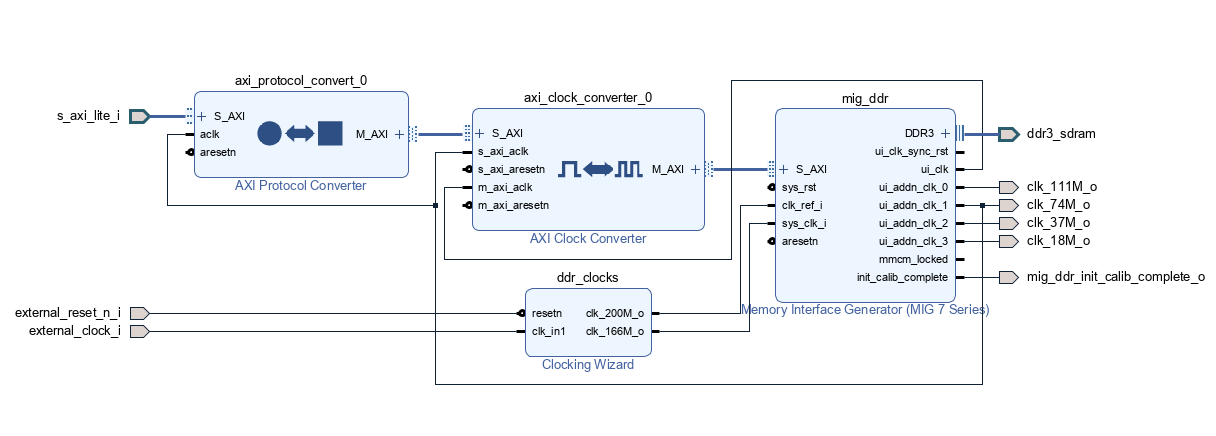 axi_protocol_convert_0
s_axi_lite_i
S_AXI
aclk
aresetn
M_AXI
AXI Protocol Converter
axi_clock_converter_0
S_AXI
s_axi_aclk
s_axi_aresetn
m_axi_aclk
m_axi_aresetn
M_AXI
AXI Clock Converter
mig_ddr
S_AXI
sys_rst
clk_ref_i
sys_clk_i
aresetn
DDR3
ui_clk_sync_rst
ui_clk
ui_addn_clk_0
ui_addn_clk_1
ui_addn_clk_2
ui_addn_clk_3
mmcm_locked
init_calib_complete
Memory Interface Generator (MIG 7 Series)
ddr3_sdram
clk_111M_o
clk_74M_o
clk_37M_o
clk_18M_o
mig_ddr_init_calib_complete_o
external_reset_n_i
external_clock_i
ddr_clocks
resetn
clk_in1
clk_200M_o
clk_166M_o
Clocking Wizard